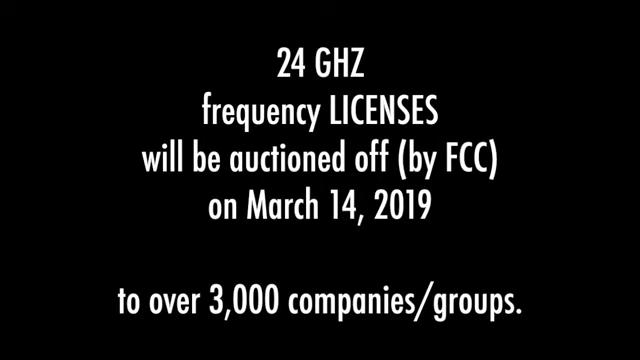 24 GHZ
frequency LICENSES
will be auctioned off (by FCC)
on March 14, 2019
to over 3,000 companies/groups.